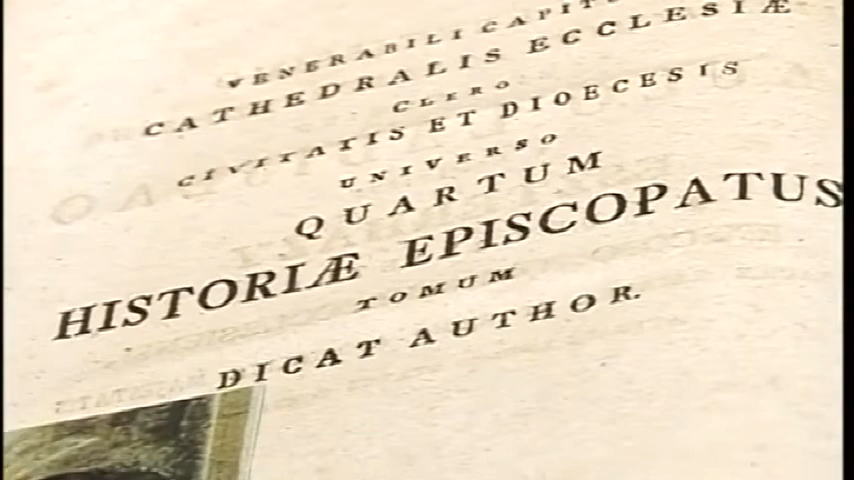 VENERABILI CAPIT
CATHEDRALIS ECCLESIÆ
CLERO
CIVITATIS ET DIOECESIS
UNIVERSO
QUARTUM
HISTORIÆ EPISCOPATUS
TOMUM
DICAT AUTHOR.